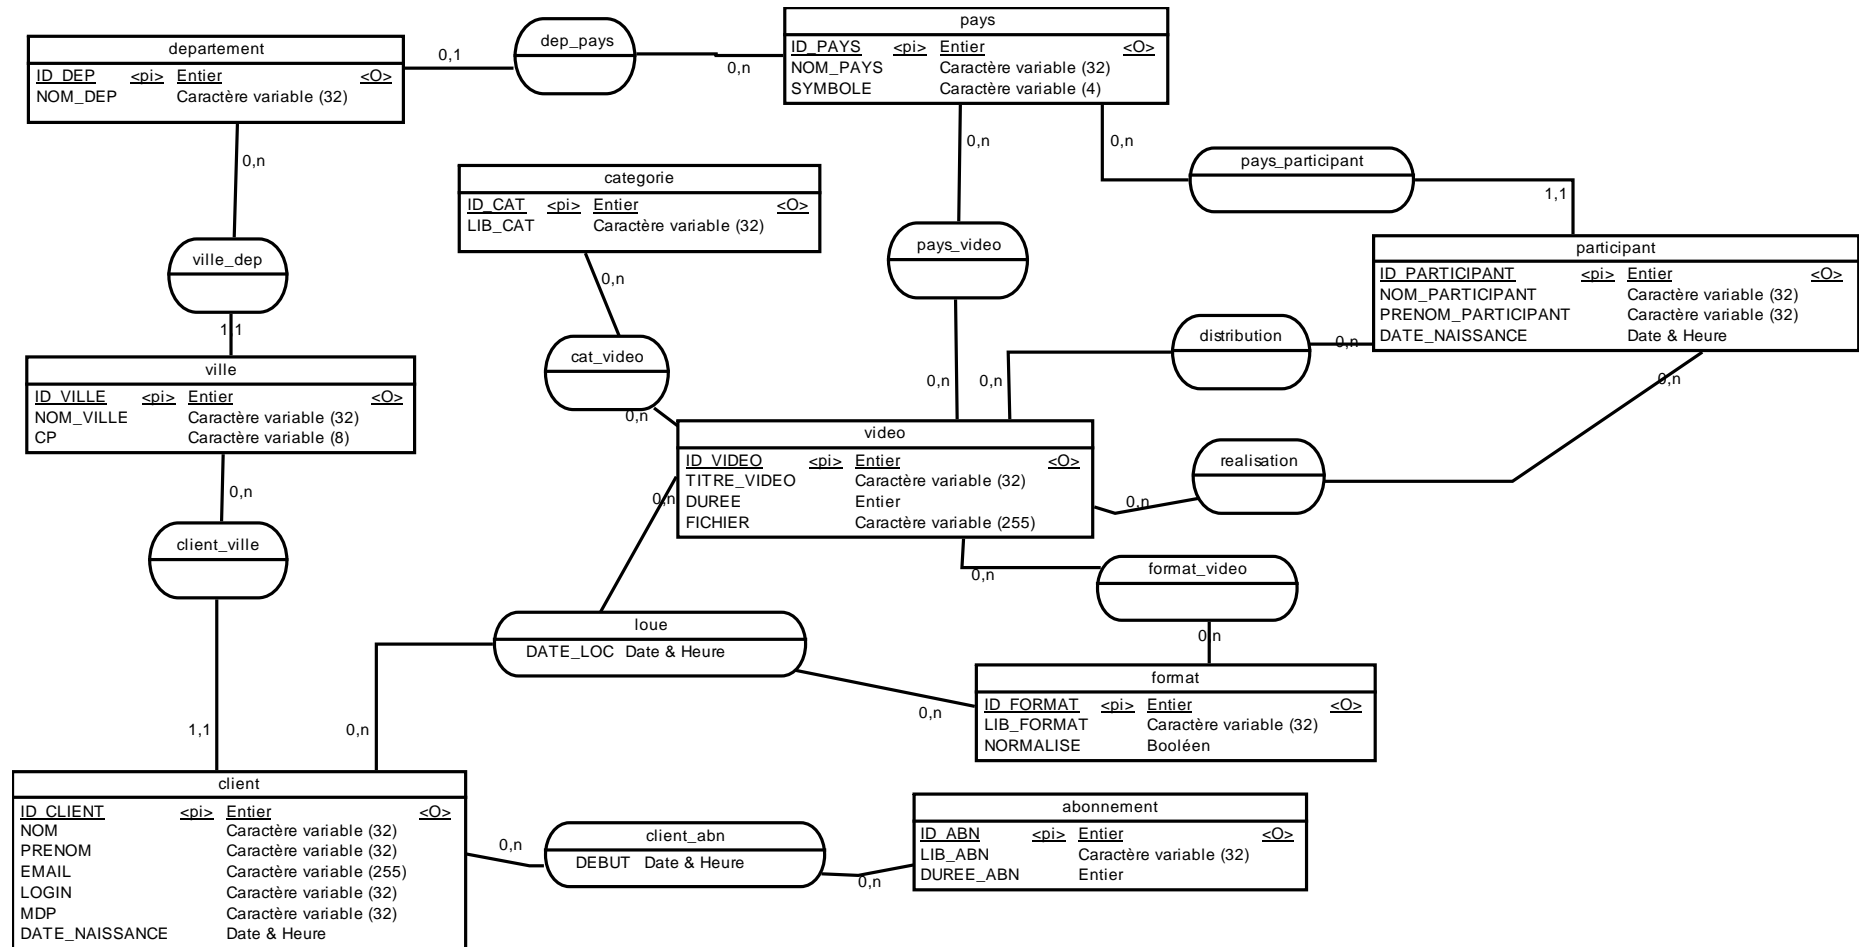 departement
ID_DEP <pi> Entier <O>
NOM_DEP Caractère variable (32)
0,1
dep_pays
0,n
pays
ID_PAYS <pi> Entier <O>
NOM_PAYS Caractère variable (32)
SYMBOLE Caractère variable (4)
0,n
0,n
0,n
pays_participant
1,1
categorie
ID_CAT <pi> Entier <O>
LIB_CAT Caractère variable (32)
ville_dep
pays_video
participant
ID_PARTICIPANT <pi> Entier <O>
NOM_PARTICIPANT Caractère variable (32)
PRENOM_PARTICIPANT Caractère variable (32)
DATE_NAISSANCE Date & Heure
0,n
1,1
cat_video
distribution
0,n
ville
ID_VILLE <pi> Entier <O>
NOM_VILLE Caractère variable (32)
CP Caractère variable (8)
0,n
0,n
0,n
0,n
video
ID_VIDEO <pi> Entier <O>
TITRE_VIDEO Caractère variable (32)
DUREE Entier
FICHIER Caractère variable (255)
realisation
0,n
0,n
0,n
client_ville
0,n
format_video
0,n
loue
DATE_LOC Date & Heure
format
ID_FORMAT <pi> Entier <O>
LIB_FORMAT Caractère variable (32)
NORMALISE Booléen
0,n
1,1
0,n
client
ID_CLIENT <pi> Entier <O>
NOM Caractère variable (32)
PRENOM Caractère variable (32)
EMAIL Caractère variable (255)
LOGIN Caractère variable (32)
MDP Caractère variable (32)
DATE_NAISSANCE Date & Heure
0,n
client_abn
DEBUT Date & Heure
0,n
abonnement
ID_ABN <pi> Entier <O>
LIB_ABN Caractère variable (32)
DUREE_ABN Entier